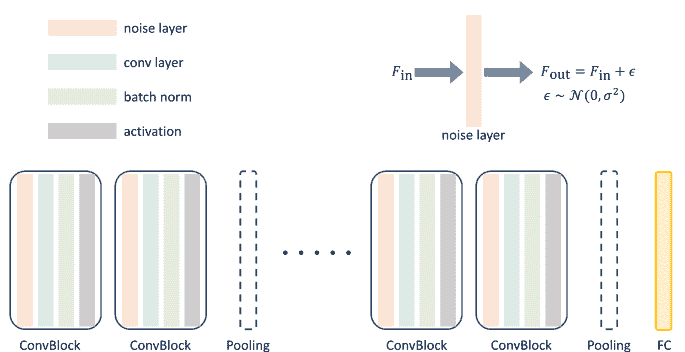 noise layer
conv layer
batch norm
activation
F_in
F_out = F_in + ϵ
ϵ ~ 𝒩(0, σ²)
noise layer
ConvBlock ConvBlock Pooling ConvBlock ConvBlock Pooling FC